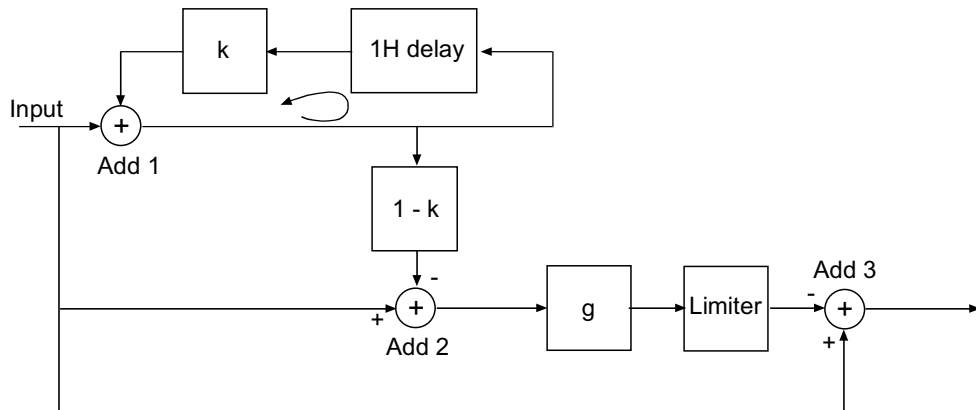 k
1H delay
Input
+
Add 1
1 - k
-
Add 3
+
+
Add 2
g
Limiter
-
+
+